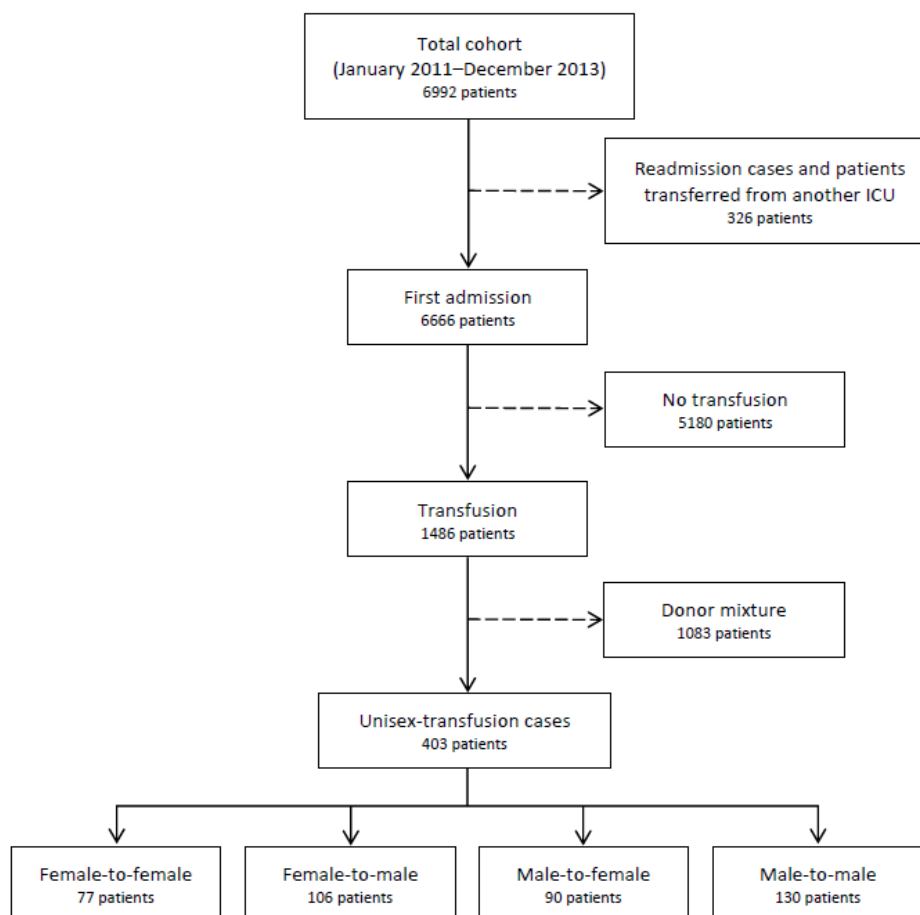 Total cohort
(January 2011–December 2013)
6992 patients
Readmission cases and patients
transferred from another ICU
326 patients
First admission
6666 patients
No transfusion
5180 patients
Transfusion
1486 patients
Donor mixture
1083 patients
Unisex-transfusion cases
403 patients
Female-to-female
77 patients
Female-to-male
106 patients
Male-to-female
90 patients
Male-to-male
130 patients